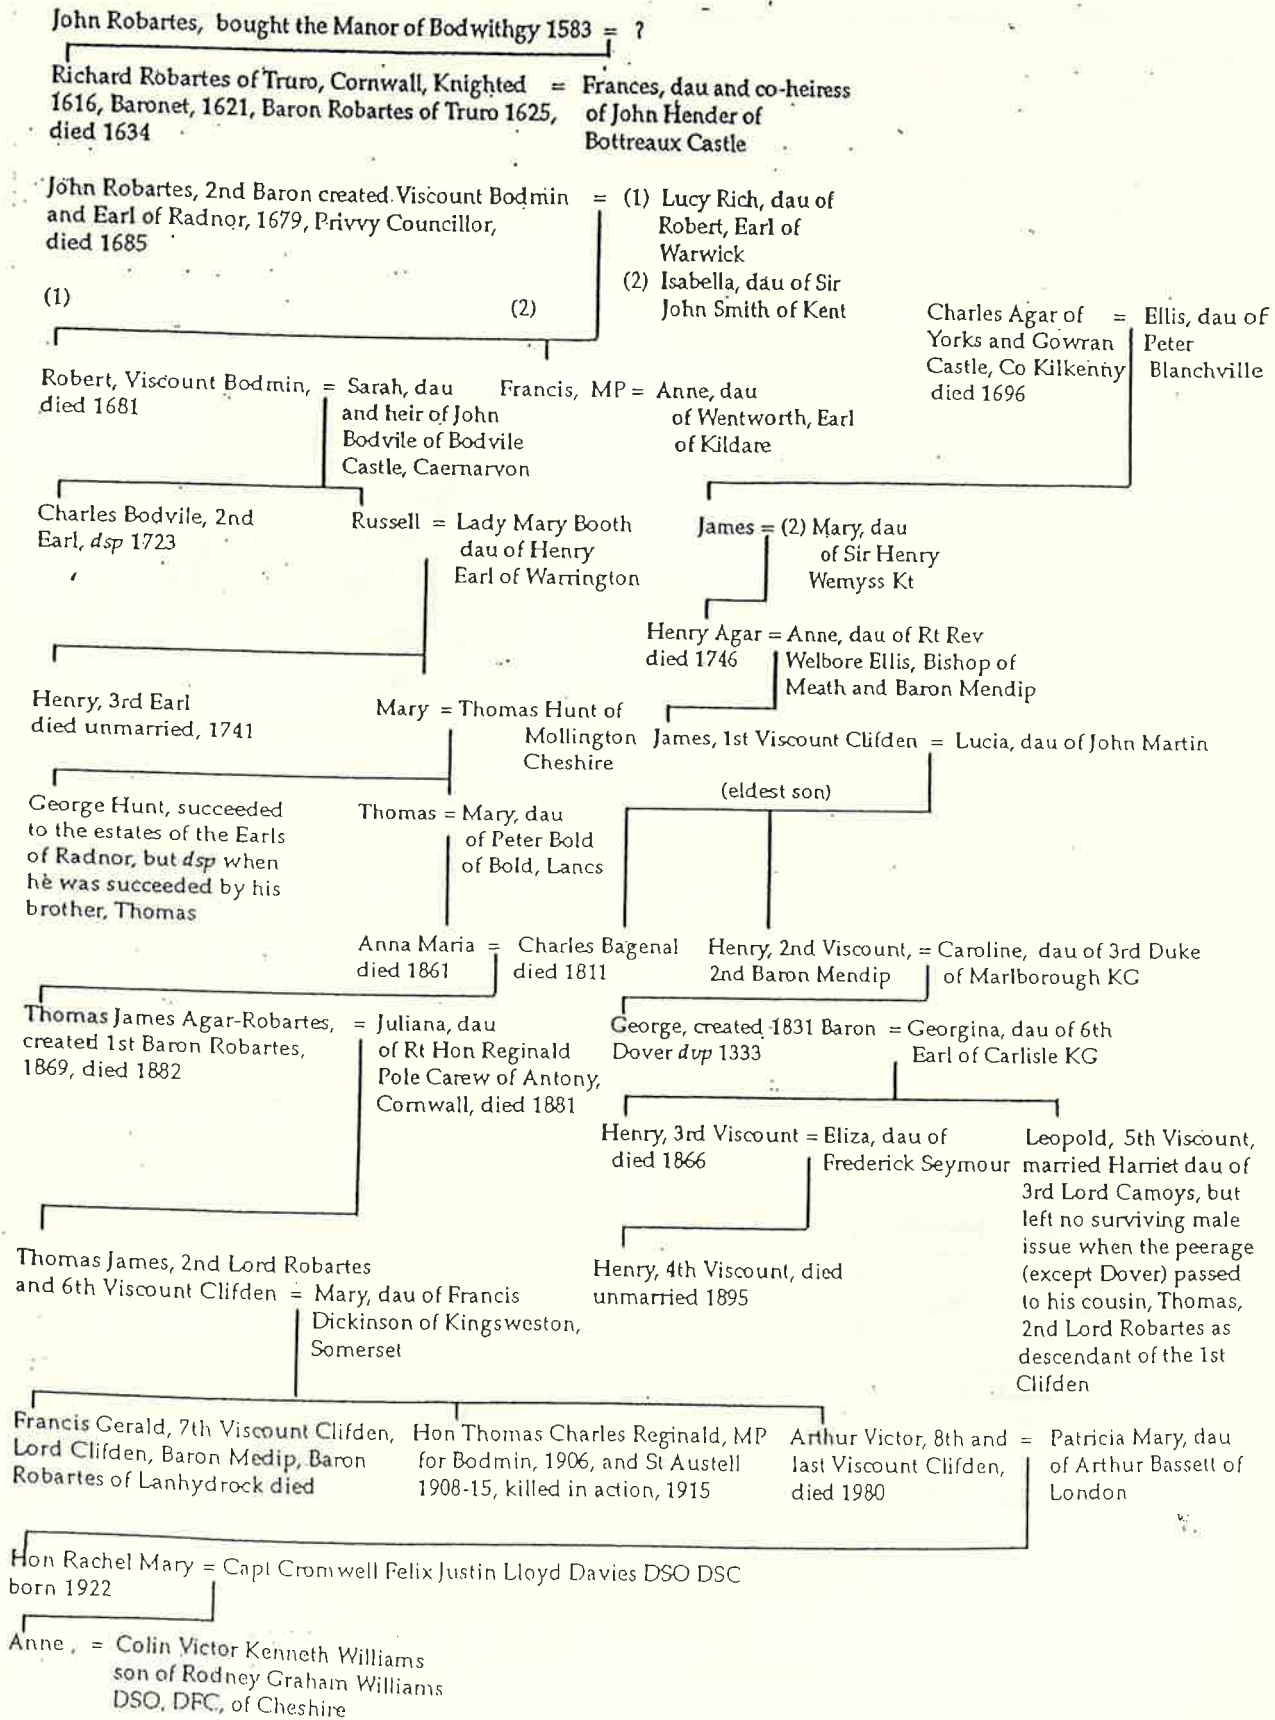 John Robartes, bought the Manor of Bodwithgy 1583 = ?
Richard Robartes of Truro, Cornwall, Knighted
1616, Baronet, 1621, Baron Robartes of Truro 1625,
died 1634
= Frances, dau and co-heiress
of John Hender of
Bottreaux Castle
John Robartes, 2nd Baron created Viscount Bodmin
and Earl of Radnor, 1679, Privvy Councillor,
died 1685
= (1) Lucy Rich, dau of
Robert, Earl of
Warwick
(2) Isabella, dau of Sir
John Smith of Kent
(1)
(2)
Charles Agar of
Yorks and Gowran
Castle, Co Kilkenny
died 1696
= Ellis, dau of
Peter
Blanchville
Robert, Viscount Bodmin,
died 1681
= Sarah, dau
and heir of John
Bodvile of Bodvile
Castle, Caernarvon
Francis, MP = Anne, dau
of Wentworth, Earl
of Kildare
Charles Bodvile, 2nd
Earl, dsp 1723
Russell = Lady Mary Booth
dau of Henry
Earl of Warrington
James = (2) Mary, dau
of Sir Henry
Wemyss Kt
Henry Agar
died 1746
= Anne, dau of Rt Rev
Welbore Ellis, Bishop of
Meath and Baron Mendip
Henry, 3rd Earl
died unmarried, 1741
Mary = Thomas Hunt of
Mollington
Cheshire
James, 1st Viscount Clifden = Lucia, dau of John Martin
(eldest son)
George Hunt, succeeded
to the estates of the Earls
of Radnor, but dsp when
he was succeeded by his
brother, Thomas
Thomas = Mary, dau
of Peter Bold
of Bold, Lancs
Anna Maria =
died 1861
Charles Bagenal
died 1811
Henry, 2nd Viscount,
2nd Baron Mendip
= Caroline, dau of 3rd Duke
of Marlborough KG
Thomas James Agar-Robartes,
created 1st Baron Robartes,
1869, died 1882
= Juliana, dau
of Rt Hon Reginald
Pole Carew of Antony,
Cornwall, died 1881
George, created 1831 Baron
Dover dvp 1333
= Georgina, dau of 6th
Earl of Carlisle KG
Henry, 3rd Viscount
died 1866
= Eliza, dau of
Frederick Seymour
Leopold, 5th Viscount,
married Harriet dau of
3rd Lord Camoys, but
left no surviving male
issue when the peerage
(except Dover) passed
to his cousin, Thomas,
2nd Lord Robartes as
descendant of the 1st
Clifden
Thomas James, 2nd Lord Robartes
and 6th Viscount Clifden
= Mary, dau of Francis
Dickinson of Kingsweston,
Somerset
Henry, 4th Viscount, died
unmarried 1895
Francis Gerald, 7th Viscount Clifden,
Lord Clifden, Baron Medip, Baron
Robartes of Lanhydrock died
Hon Thomas Charles Reginald, MP
for Bodmin, 1906, and St Austell
1908-15, killed in action, 1915
Arthur Victor, 8th and
last Viscount Clifden,
died 1980
= Patricia Mary, dau
of Arthur Bassett of
London
Hon Rachel Mary
born 1922
= Capt Cromwell Felix Justin Lloyd Davies DSO DSC
Anne, = Colin Victor Kenneth Williams
son of Rodney Graham Williams
DSO, DFC, of Cheshire